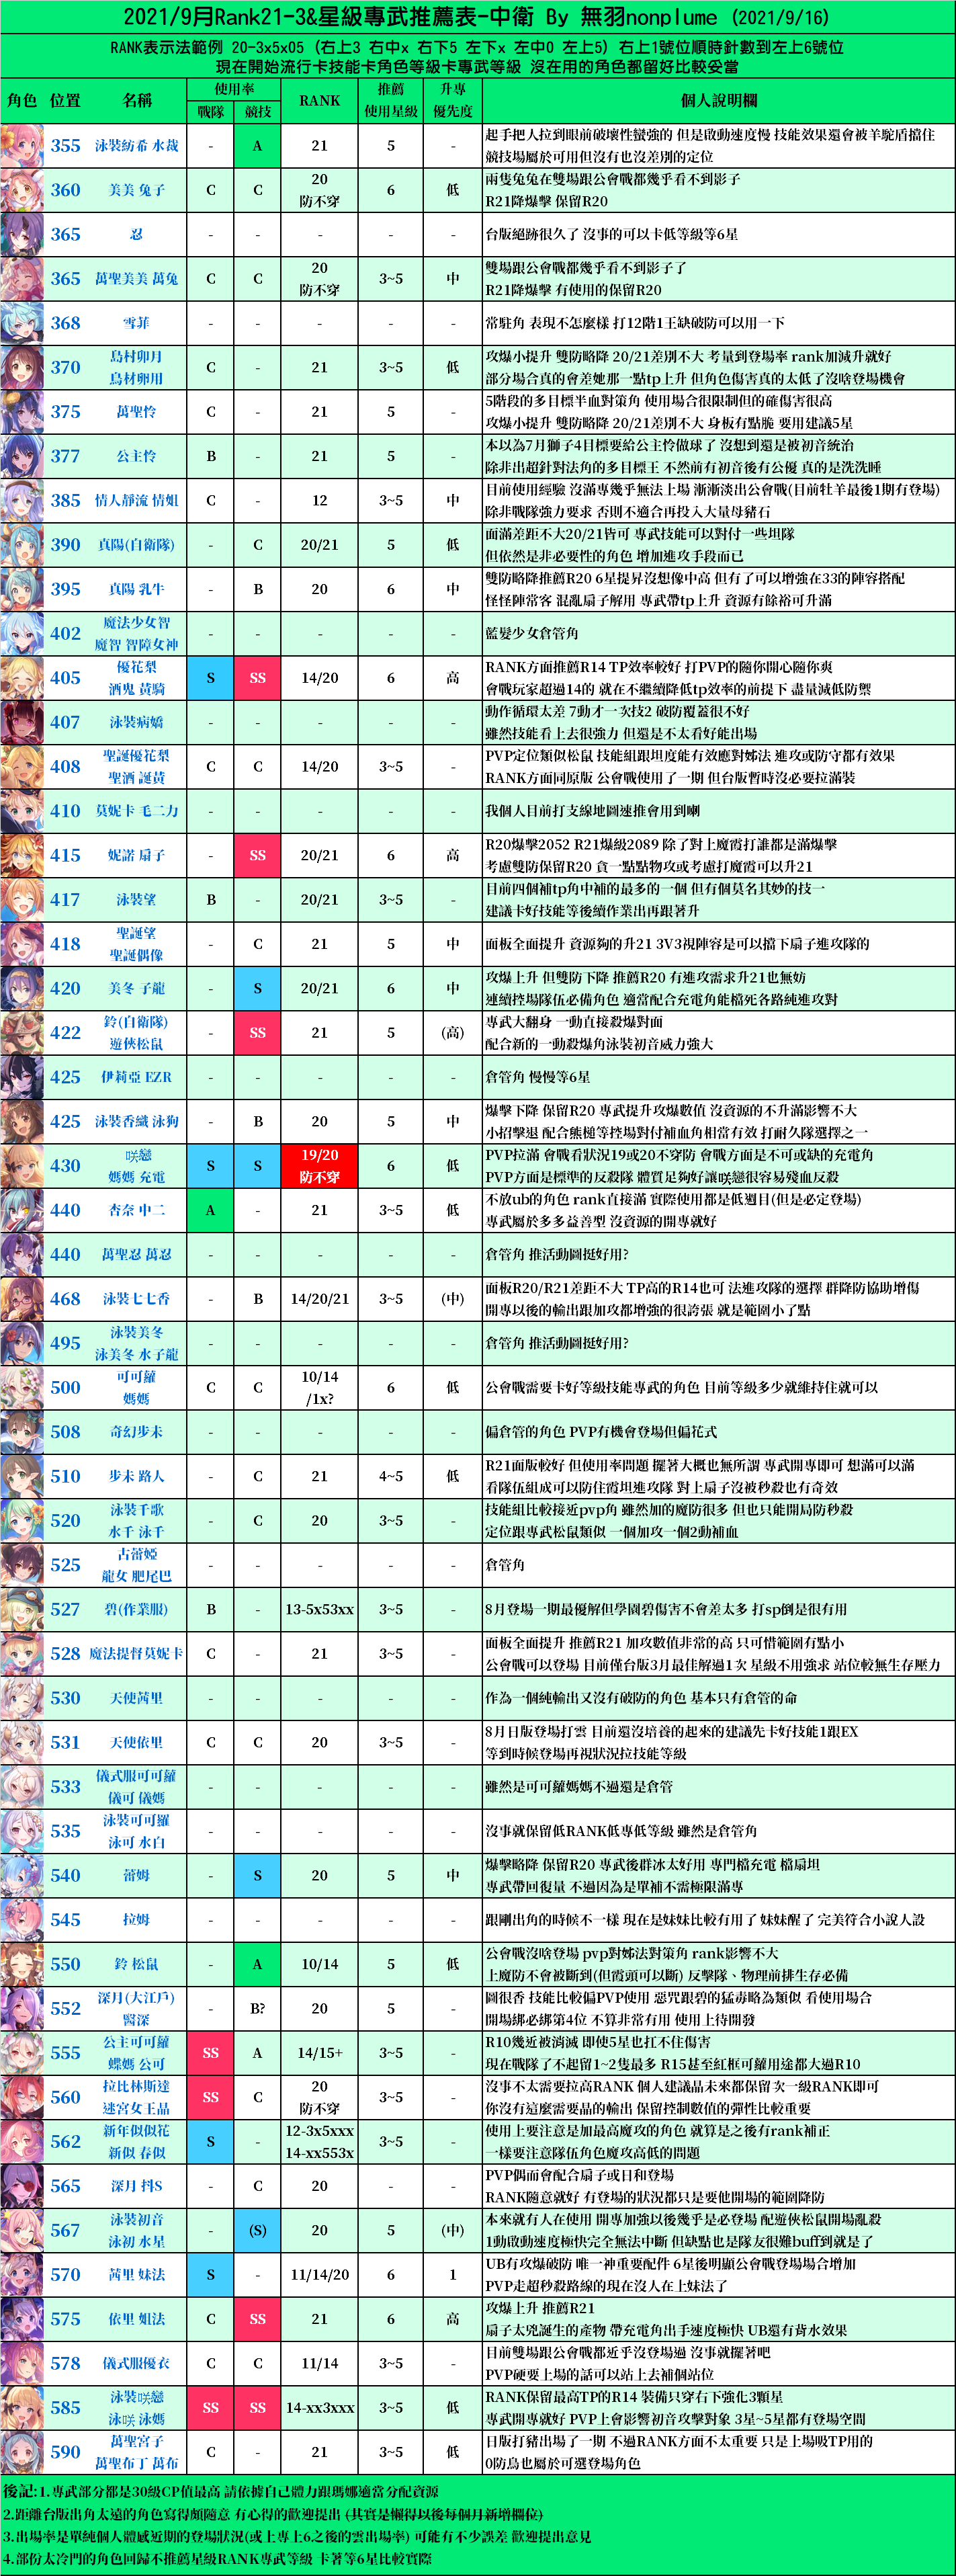 2021/9月Rank21-3&星級專武推薦表-中衛 By 無羽nonplume (2021/9/16)
RANK表示法範例 20-3x5x05 (右上3 右中x 右下5 左下x 左中0 左上5) 右上1號位順時針數到左上6號位
現在開始流行卡技能卡角色等級卡專武等級 沒在用的角色都留好比較妥當
角色 位置 名稱 使用率 戰隊 競技 RANK 推薦使用星級 升專優先度 個人說明欄
355 泳裝紡希 水裁 - A 21 5 - 起手把人拉到眼前破壞性蠻強的 但是啟動速度慢 技能效果還會被羊駝盾擋住
競技場屬於可用但沒有也沒差別的定位
360 美美 兔子 C C 20 防不穿 6 低 兩隻兔兔在雙場跟公會戰都幾乎看不到影子
R21降爆擊 保留R20
365 忍 - - - - - 台版絕跡很久了 沒事的可以卡低等級等6星
365 萬聖美美 萬兔 C C 20 防不穿 3~5 中 雙場跟公會戰都幾乎看不到影子了
R21降爆擊 有使用的保留R20
368 雪菲 - - - - - 常駐角 表現不怎麼樣 打12階1王缺破防可以用一下
370 島村卯月 島材卵用 C - 21 3~5 低 攻爆小提升 雙防略降 20/21差別不大 考量到登場率 rank加減升就好
部分場合真的會差她那一點tp上升 但角色傷害真的太低了沒啥登場機會
375 萬聖怜 C - 21 5 - 5階段的多目標半血對策角 使用場合很限制但的確傷害很高
攻爆小提升 雙防略降 20/21差別不大 身板有點脆 要用建議5星
377 公主怜 B - 21 5 - 本以為7月獅子4目標要給公主怜做球了 沒想到還是被初音統治
除非出超針對法角的多目標王 不然前有初音後有公優 真的是洗洗睡
385 情人靜流 情姐 C - 12 3~5 中 目前使用經驗 沒滿專幾乎無法上場 漸漸淡出公會戰(目前牡羊最後1期有登場)
除非戰隊強力要求 否則不適合再投入大量母豬石
390 真陽(自衛隊) - C 20/21 5 低 面滿差距不大20/21皆可 專武技能可以對付一些坦隊
但依然是非必要性的角色 增加進攻手段而已
395 真陽 乳牛 - B 20 6 中 雙防略降推薦R20 6星提昇沒想像中高 但有了可以增強在33的陣容搭配
怪怪陣常客 混亂扇子解用 專武帶tp上升 資源有餘裕可升滿
402 魔法少女智 魔智 智障女神 - - - - - 藍髮少女倉管角
405 優花梨 酒鬼 黃騎 S SS 14/20 6 高 RANK方面推薦R14 TP效率較好 打PVP的隨你開心隨你爽
會戰玩家超過14的 就在不繼續降低tp效率的前提下 盡量減低防禦
407 泳裝病嬌 - - - - - 動作循環太差 7動才一次技2 破防覆蓋很不好
雖然技能看上去很強力 但還是不太看好能出場
408 聖誕優花梨 聖酒 誕黃 C C 14/20 3~5 - PVP定位類似松鼠 技能組跟坦度能有效應對姊法 進攻或防守都有效果
RANK方面同原版 公會戰使用了一期 但台版暫時沒必要拉滿裝
410 莫妮卡 毛二力 - - - - - 我個人目前打支線地圖速推會用到喇
415 妮諾 扇子 - SS 20/21 6 高 R20爆擊2052 R21爆級2089 除了對上魔霞打誰都是滿爆擊
考慮雙防保留R20 貪一點點物攻或考慮打魔霞可以升21
417 泳裝望 B - 20/21 3~5 - 目前四個補tp角中補的最多的一個 但有個莫名其妙的技一
建議卡好技能等後續作業出再跟著升
418 聖誕望 聖誕偶像 - C 21 5 中 面板全面提升 資源夠的升21 3V3視陣容是可以擋下扇子進攻隊的
420 美冬 子龍 - S 20/21 6 中 攻爆上升 但雙防下降 推薦R20 有進攻需求升21也無妨
連續控場隊伍必備角色 適當配合充電角能檔死各路純進攻對
422 鈴(自衛隊) 遊俠松鼠 - SS 21 5 (高) 專武大翻身 一動直接殺爆對面
配合新的一動殺爆角泳裝初音威力強大
425 伊莉亞 EZR - - - - - 倉管角 慢慢等6星
425 泳裝香織 泳狗 - B 20 5 中 爆擊下降 保留R20 專武提升攻爆數值 沒資源的不升滿影響不大
小招擊退 配合熊槌等控場對付補血角相當有效 打耐久隊選擇之一
430 咲戀 媽媽 充電 S S 19/20 防不穿 6 低 PVP拉滿 會戰看狀況19或20不穿防 會戰方面是不可或缺的充電角
PVP方面是標準的反殺隊 體質足夠好讓咲戀很容易殘血反殺
440 杏奈 中二 A - 21 3~5 低 不放ub的角色 rank直接滿 實際使用都是低週目(但是必定登場)
專武屬於多多益善型 沒資源的開專就好
440 萬聖忍 萬忍 - - - - - 倉管角 推活動圖挺好用?
468 泳裝七七香 - B 14/20/21 3~5 (中) 面板R20/R21差距不大 TP高的R14也可 法進攻隊的選擇 群降防協助增傷
開專以後的輸出跟加攻都增強的很誇張 就是範圍小了點
495 泳裝美冬 泳美冬 水子龍 - - - - - 倉管角 推活動圖挺好用?
500 可可蘿 媽媽 C C 10/14 /1x? 6 低 公會戰需要卡好等級技能專武的角色 目前等級多少就維持住就可以
508 奇幻步未 - - - - - 偏倉管的角色 PVP有機會登場但偏花式
510 步未 路人 - C 21 4~5 低 R21面版較好 但使用率問題 擺著大概也無所謂 專武開專即可 想滿可以滿
看隊伍組成可以防住霞坦進攻隊 對上扇子沒被秒殺也有奇效
520 泳裝千歌 水千 泳千 - C 20 3~5 - 技能組比較接近pvp角 雖然加的魔防很多 但也只能開局防秒殺
定位跟專武松鼠類似 一個加攻一個2動補血
525 古蕾婭 龍女 肥尾巴 - - - - - 倉管角
527 碧(作業服) B - 13-5x53xx 3~5 - 8月登場一期最優解但學園碧傷害不會差太多 打sp倒是很有用
528 魔法提督莫妮卡 C - 21 3~5 - 面板全面提升 推薦R21 加攻數值非常的高 只可惜範圍有點小
公會戰可以登場 目前僅台版3月最佳解過1次 星級不用強求 站位較無生存壓力
530 天使茜里 - - - - - 作為一個純輸出又沒有破防的角色 基本只有倉管的命
531 天使依里 C C 20 3~5 - 8月日版登場打雲 目前還沒培養的起來的建議先卡好技能1跟EX
等到時候登場再視狀況拉技能等級
533 儀式服可可蘿 儀可 儀媽 - - - - - 雖然是可可蘿媽媽不過還是倉管
535 泳裝可可羅 泳可 水白 - - - - - 沒事就保留低RANK低專低等級 雖然是倉管角
540 蕾姆 - S 20 5 中 爆擊略降 保留R20 專武後群冰太好用 專門檔充電 檔扇坦
專武帶回復量 不過因為是單補不需極限滿專
545 拉姆 - - - - - 跟剛出角的時候不一樣 現在是妹妹比較有用了 妹妹醒了 完美符合小說人設
550 鈴 松鼠 - A 10/14 5 低 公會戰沒啥登場 pvp對姊法對策角 rank影響不大
上魔防不會被斷到(但霞頭可以斷) 反擊隊、物理前排生存必備
552 深月(大江戶) 醫深 - B? 20 5 - 圖很香 技能比較偏PVP使用 惡咒跟碧的猛毒略為類似 看使用場合
開場綁必綁第4位 不算非常有用 使用上待開發
555 公主可可蘿 蝶媽 公可 SS A 14/15+ 3~5 - R10幾近被消滅 即使5星也扛不住傷害
現在戰隊了不起留1~2隻最多 R15甚至紅框可蘿用途都大過R10
560 拉比林斯達 迷宮女王晶 SS C 20 防不穿 3~5 - 沒事不太需要拉高RANK 個人建議晶未來都保留次一級RANK即可
你沒有這麼需要晶的輸出 保留控制數值的彈性比較重要
562 新年似似花 新似 春似 S - 12-3x5xxx 14-xx553x 3~5 - 使用上要注意是加最高魔攻的角色 就算是之後有rank補正
一樣要注意隊伍角色魔攻高低的問題
565 深月 抖S - C 20 - - PVP偶而會配合扇子或日和登場
RANK隨意就好 有登場的狀況都只是要他開場的範圍降防
567 泳裝初音 泳初 水星 - (S) 20 5 (中) 本來就有人在使用 開專加強以後幾乎是必登場 配遊俠松鼠開場亂殺
1動啟動速度極快完全無法中斷 但缺點也是隊友很難buff到就是了
570 茜里 妹法 S - 11/14/20 6 1 UB有攻爆破防 唯一神重要配件 6星後明顯公會戰登場場合增加
PVP走超秒殺路線的現在沒人在上妹法了
575 依里 姐法 C SS 21 6 高 攻爆上升 推薦R21
扇子太兇誕生的產物 帶充電角出手速度極快 UB還有背水效果
578 儀式服優衣 C C 11/14 3~5 - 目前雙場跟公會戰都近乎沒登場過 沒事就擺著吧
PVP硬要上場的話可以站上去補個站位
585 泳裝咲戀 泳咲 泳媽 SS SS 14-xx3xxx 3~5 低 RANK保留最高TP的R14 裝備只穿右下強化3顆星
專武開專就好 PVP上會影響初音攻擊對象 3星~5星都有登場空間
590 萬聖宮子 萬聖布丁 萬布 C - 21 3~5 低 日版打豬出場了一期 不過RANK方面不太重要 只是上場吸TP用的
0防鳥也屬於可選登場角色
後記:1.專武部分都是30級CP值最高 請依據自己體力跟瑪娜適當分配資源
2.距離台版出角太遠的角色寫得頗隨意 有心得的歡迎提出 (其實是懶得以後每個月新增欄位)
3.出場率是單純個人體感近期的登場狀況(或上專上6之後的雲出場率) 可能有不少誤差 歡迎提出意見
4.部份太冷門的角色回歸不推薦星級RANK專武等級 卡著等6星比較實際